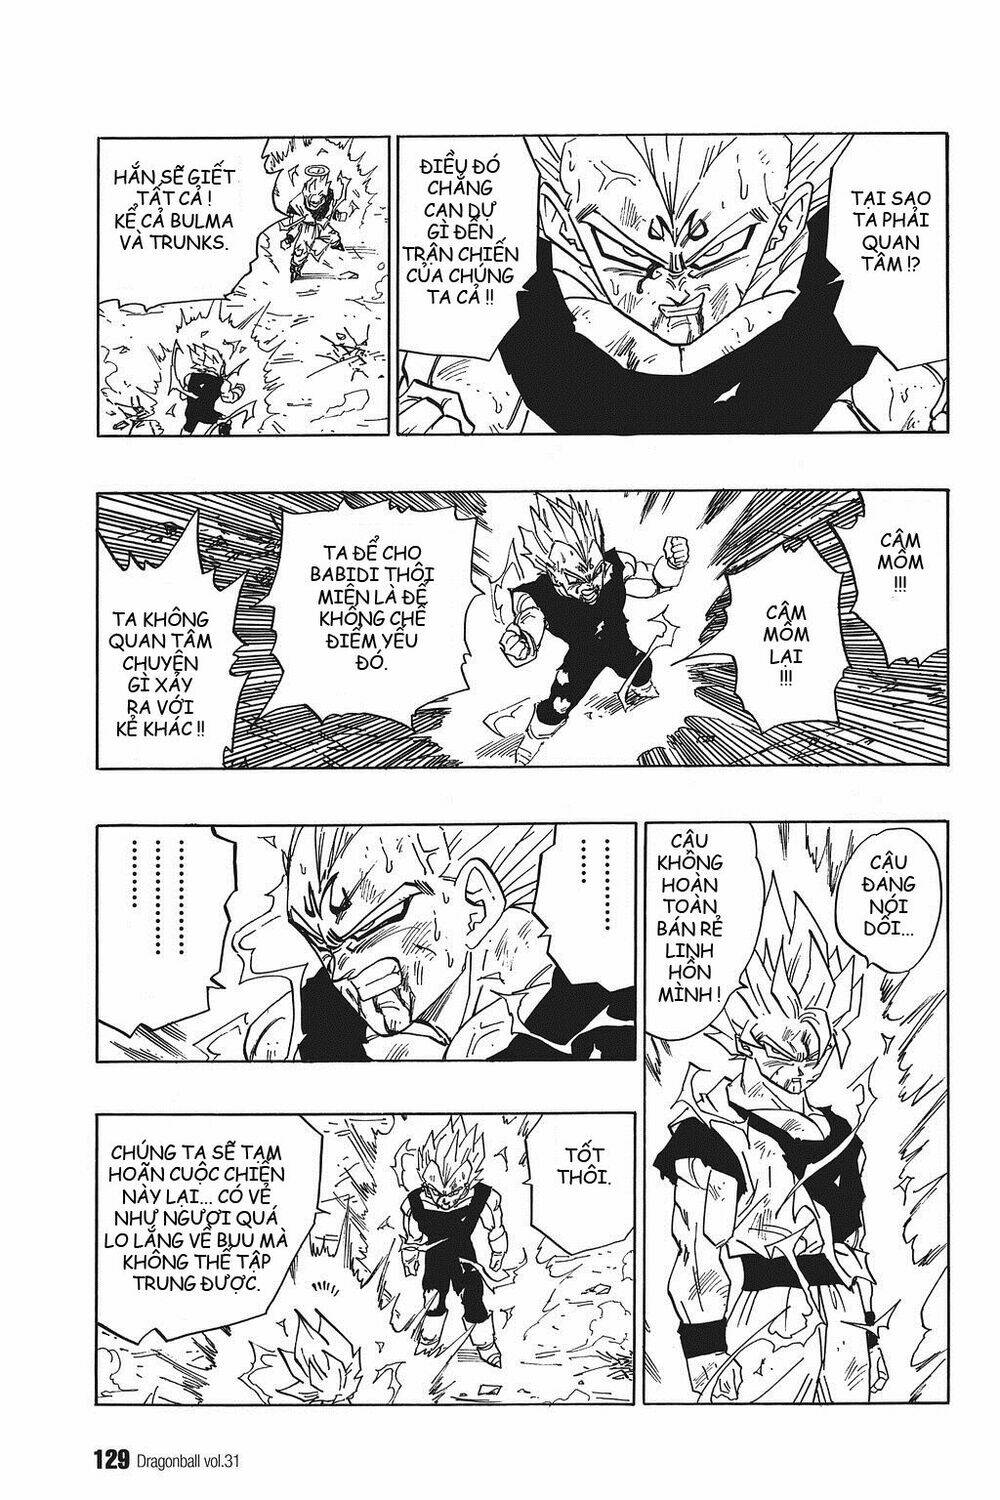 TẠI SAO
TA PHẢI
QUAN
TÂM !?
ĐIỀU ĐÓ
CHẲNG
CAN DỰ
GÌ ĐẾN
TRẬN CHIẾN
CỦA CHÚNG
TA CẢ !!
HẮN SẼ GIẾT
TẤT CẢ !
KỂ CẢ BULMA
VÀ TRUNKS.
CÂM
MỒM
!!!
CÂM
MỒM
LẠI
!!!
TA ĐỂ CHO
BABIDI THÔI
MIÊN LÀ ĐỂ
KHỐNG CHẾ
ĐIỂM YẾU
ĐÓ.
TA KHÔNG
QUAN TÂM
CHUYỆN
GÌ XẢY
RA VỚI
KẺ KHÁC !!
CẬU
ĐANG
NÓI
DỐI...
CẬU
KHÔNG
HOÀN
TOÀN
BÁN RẺ
LINH
HỒN
MÌNH !
TỐT
THÔI.
CHÚNG TA SẼ TẠM
HOÃN CUỘC CHIẾN
NÀY LẠI... CÓ VẺ
NHƯ NGƯƠI QUÁ
LO LẮNG VỀ BUU MÀ
KHÔNG THỂ TẬP
TRUNG ĐƯỢC.
129 Dragonball vol.31